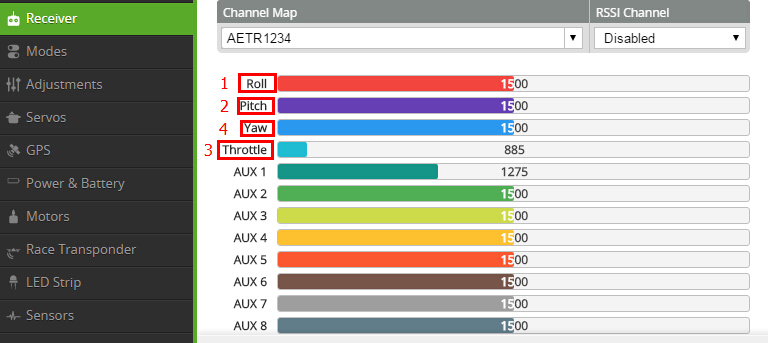 Receiver
Modes
Adjustments
Servos
GPS
Power & Battery
Motors
Race Transponder
LED Strip
Sensors
Channel Map RSSI Channel
AETR1234 Disabled
1 Roll 1500
2 Pitch 1500
4 Yaw 1500
3 Throttle 885
AUX 1 1275
AUX 2 1500
AUX 3 1500
AUX 4 1500
AUX 5 1500
AUX 6 1500
AUX 7 1500
AUX 8 1500